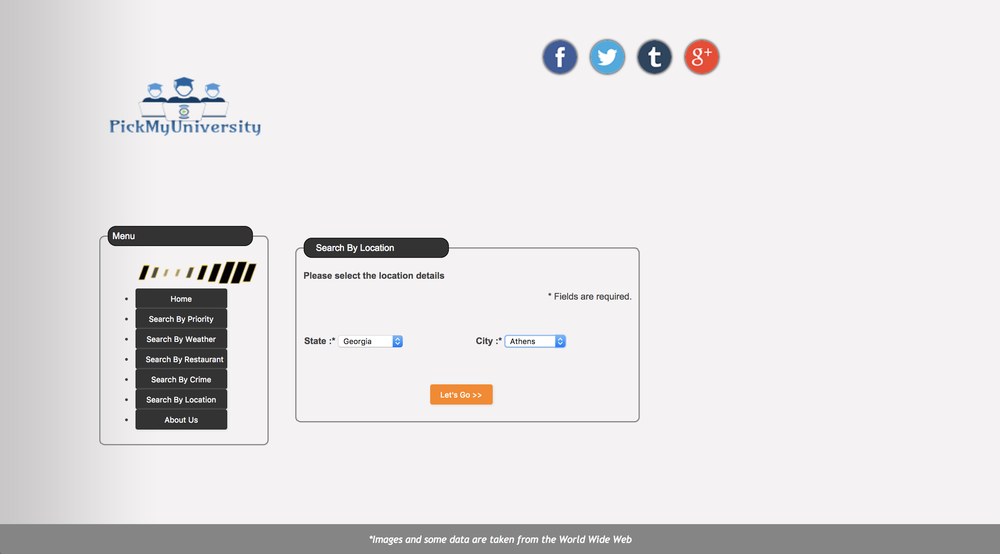 f t g+
PickMyUniversity
Menu
Home
Search By Priority
Search By Weather
Search By Restaurant
Search By Crime
Search By Location
About Us
Search By Location
Please select the location details
* Fields are required.
State :* Georgia City :* Athens
Let's Go >>
*Images and some data are taken from the World Wide Web